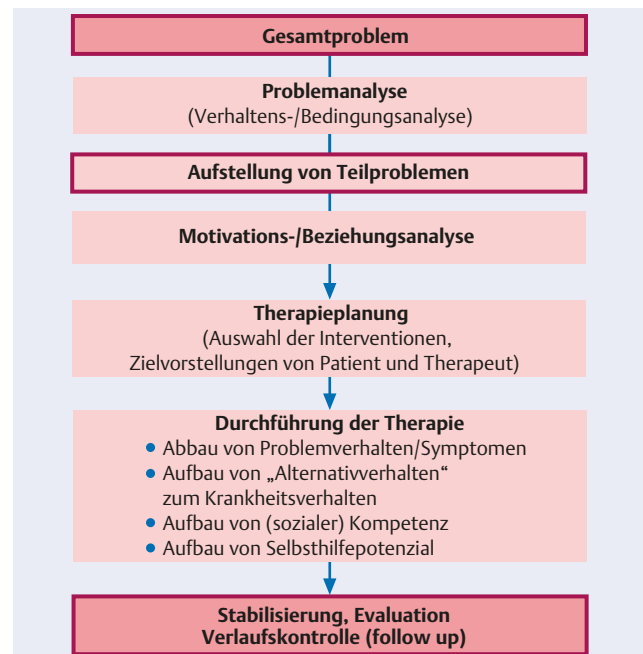 Gesamtproblem
Problemanalyse
(Verhaltens-/Bedingungsanalyse)
Aufstellung von Teilproblemen
Motivations-/Beziehungsanalyse
Therapieplanung
(Auswahl der Interventionen,
Zielvorstellungen von Patient und Therapeut)
Durchführung der Therapie
• Abbau von Problemverhalten/Symptomen
• Aufbau von „Alternativverhalten“
zum Krankheitsverhalten
• Aufbau von (sozialer) Kompetenz
• Aufbau von Selbsthilfepotenzial
Stabilisierung, Evaluation
Verlaufskontrolle (follow up)